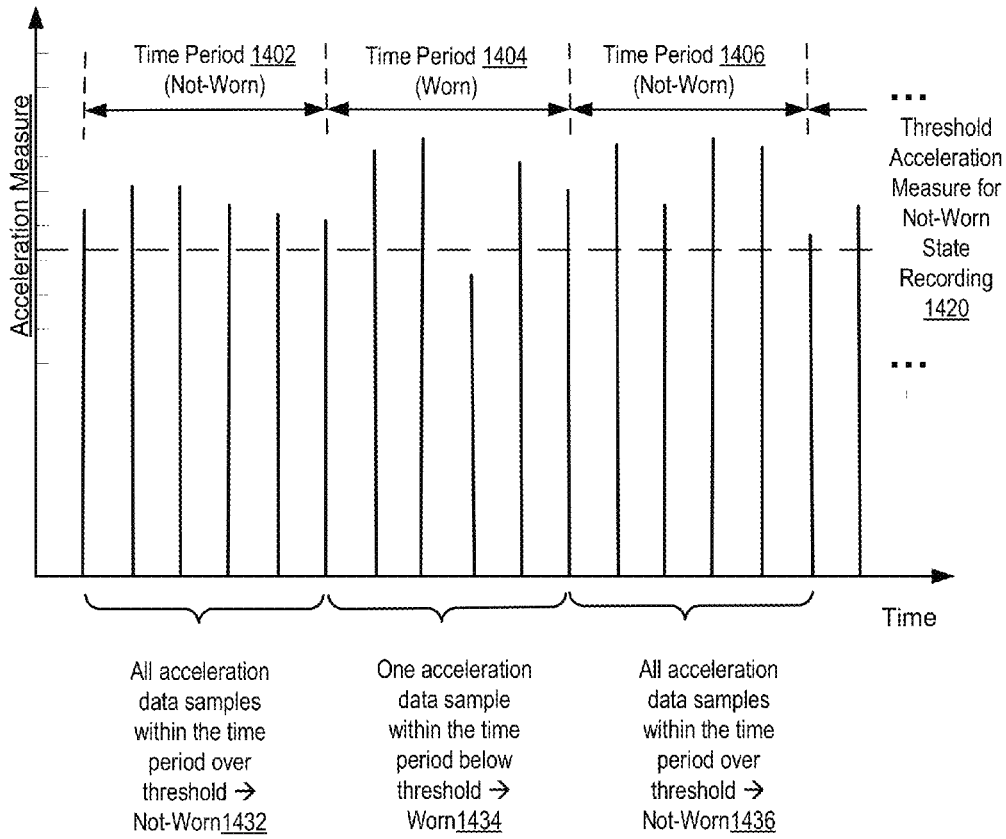 Time Period 1402
(Not-Worn)
Time Period 1404
(Worn)
Time Period 1406
(Not-Worn)
Acceleration Measure
...
Threshold
Acceleration
Measure for
Not-Worn
State
Recording
1420
...
Time
All acceleration
data samples
within the time
period over
threshold →
Not-Worn1432
One acceleration
data sample
within the time
period below
threshold →
Worn1434
All acceleration
data samples
within the time
period over
threshold →
Not-Worn1436